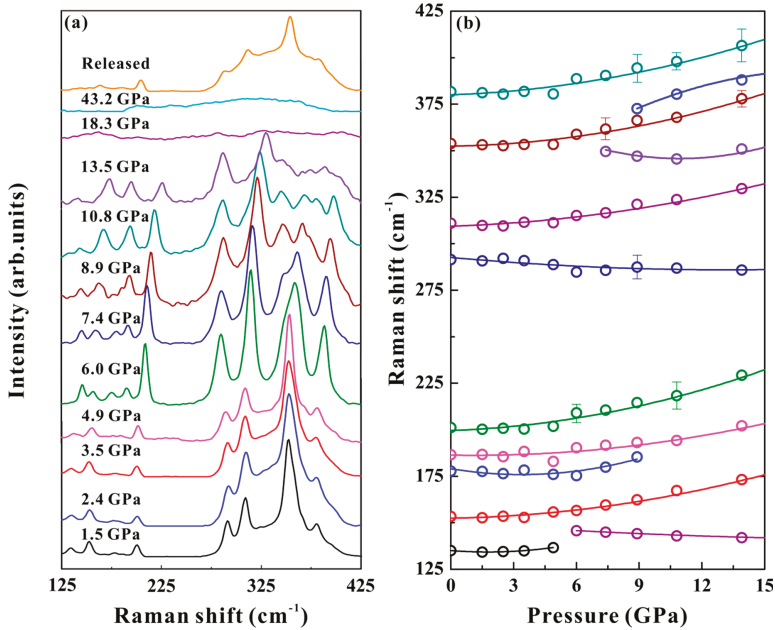 (a)
Released
43.2 GPa
18.3 GPa
13.5 GPa
10.8 GPa
8.9 GPa
7.4 GPa
6.0 GPa
4.9 GPa
3.5 GPa
2.4 GPa
1.5 GPa
Intensity (arb.units)
125 225 325 425
Raman shift (cm⁻¹)
(b)
425
375
325
275
225
175
125
Raman shift (cm⁻¹)
0 3 6 9 12 15
Pressure (GPa)